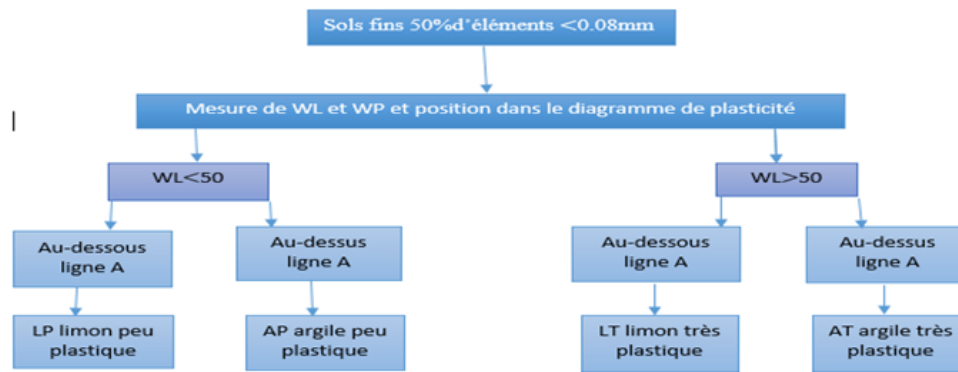 Sols fins 50%d'éléments <0.08mm
Mesure de WL et WP et position dans le diagramme de plasticité
WL<50
WL>50
Au-dessous
ligne A
Au-dessus
ligne A
Au-dessous
ligne A
Au-dessus
ligne A
LP limon peu
plastique
AP argile peu
plastique
LT limon très
plastique
AT argile très
plastique